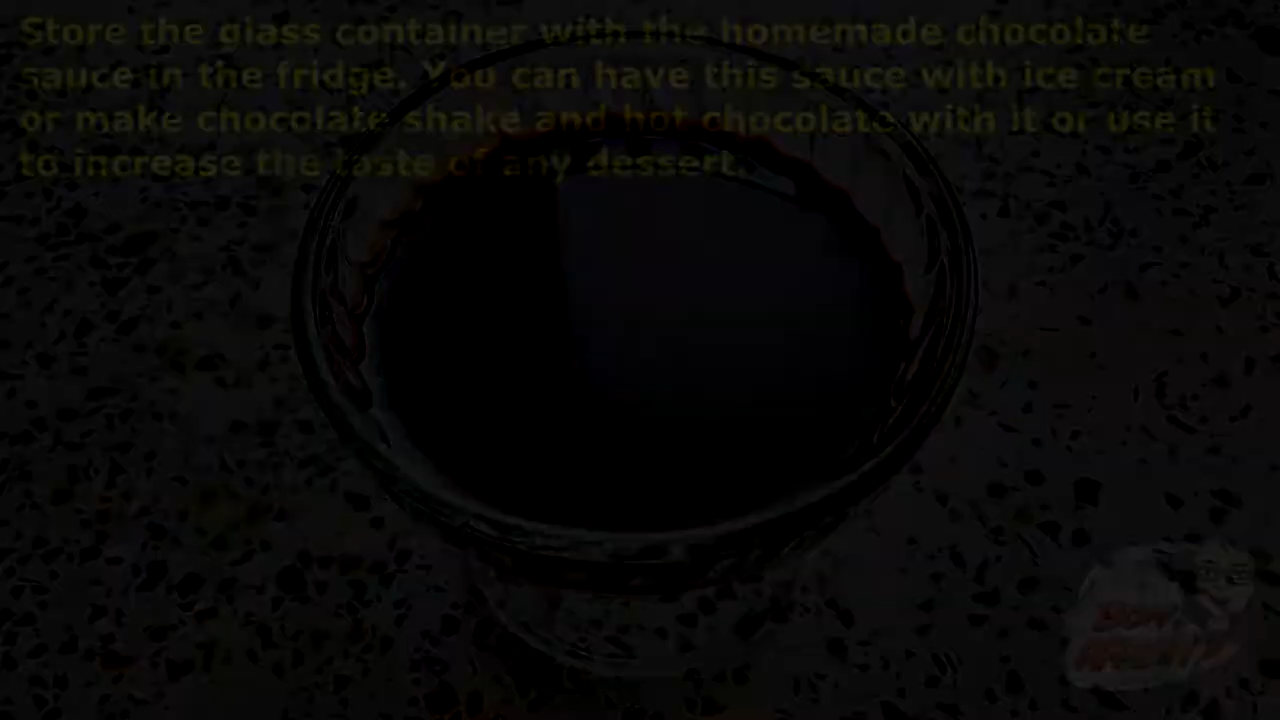 Store the glass container with the homemade chocolate
sauce in the fridge. You can have this sauce with ice cream
or make chocolate shake and hot chocolate with it or use it
to increase the taste of any dessert.